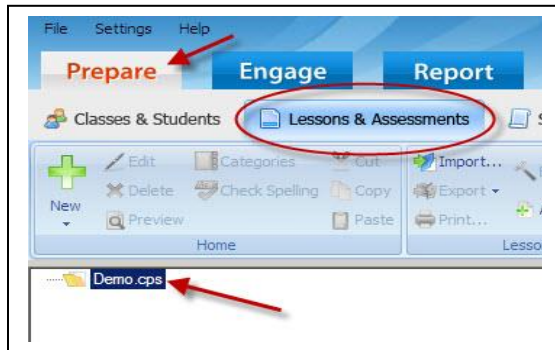 File Settings Help
Prepare Engage Report
Classes & Students Lessons & Assessments
Edit Categories Cut Import...
New Delete Check Spelling Copy Export
Preview Paste Print...
Home Lesso
Demo.cps